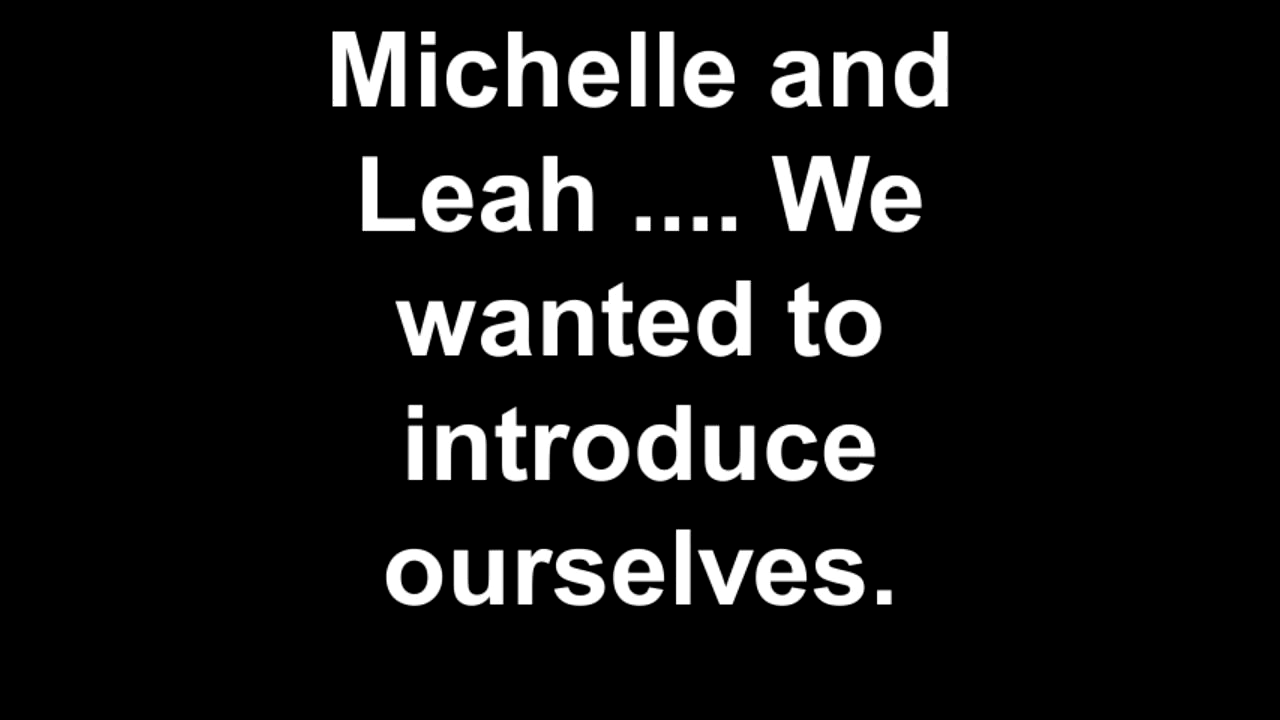 Michelle and
Leah .... We
wanted to
introduce
ourselves.